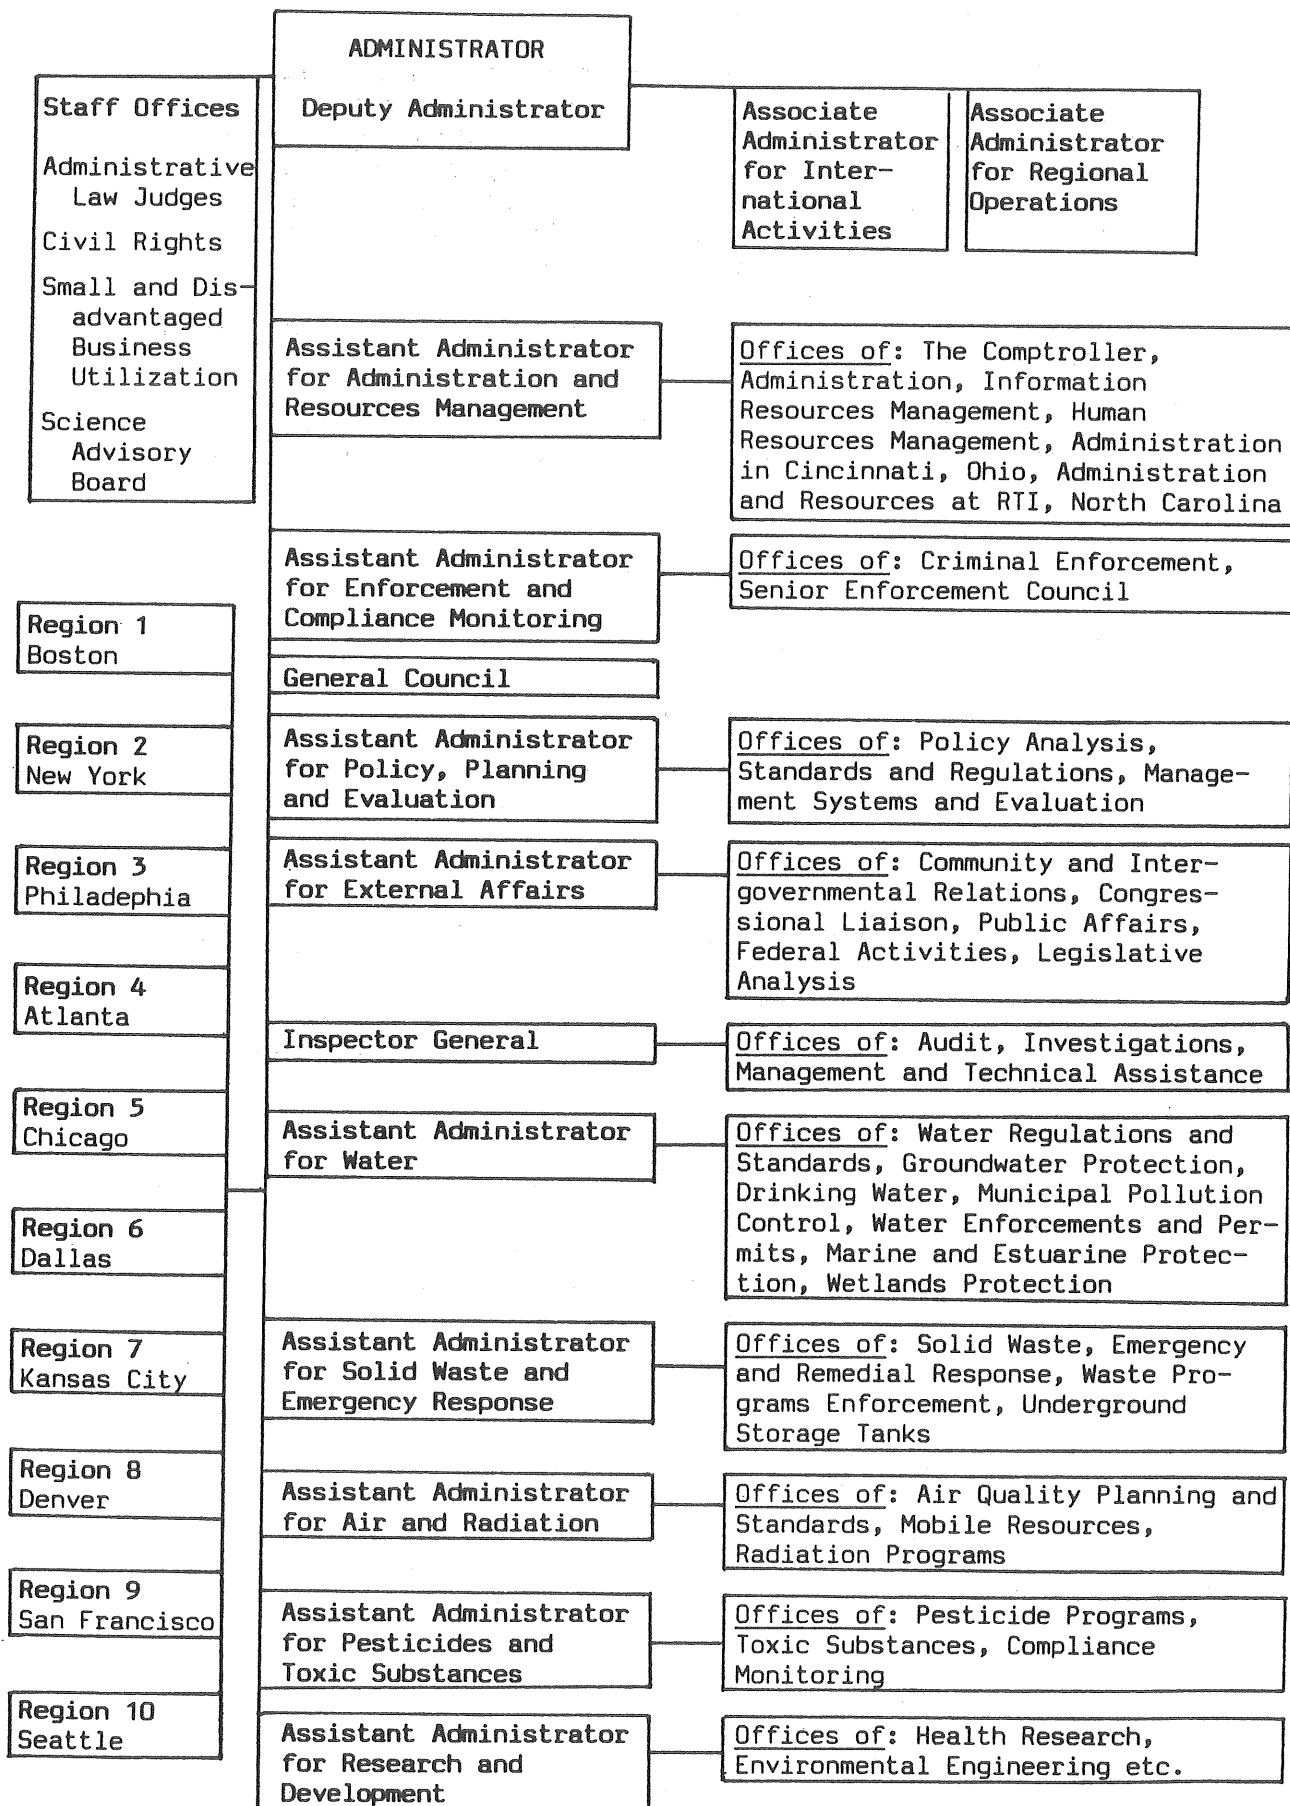 ADMINISTRATOR
Deputy Administrator
Staff Offices
Administrative
Law Judges
Civil Rights
Small and Dis-
advantaged
Business
Utilization
Science
Advisory
Board
Associate
Administrator
for Inter-
national
Activities
Associate
Administrator
for Regional
Operations
Assistant Administrator
for Administration and
Resources Management
Offices of: The Comptroller,
Administration, Information
Resources Management, Human
Resources Management, Administration
in Cincinnati, Ohio, Administration
and Resources at RTI, North Carolina
Assistant Administrator
for Enforcement and
Compliance Monitoring
Offices of: Criminal Enforcement,
Senior Enforcement Council
General Council
Assistant Administrator
for Policy, Planning
and Evaluation
Offices of: Policy Analysis,
Standards and Regulations, Manage-
ment Systems and Evaluation
Assistant Administrator
for External Affairs
Offices of: Community and Inter-
governmental Relations, Congres-
sional Liaison, Public Affairs,
Federal Activities, Legislative
Analysis
Inspector General
Offices of: Audit, Investigations,
Management and Technical Assistance
Assistant Administrator
for Water
Offices of: Water Regulations and
Standards, Groundwater Protection,
Drinking Water, Municipal Pollution
Control, Water Enforcements and Per-
mits, Marine and Estuarine Protec-
tion, Wetlands Protection
Assistant Administrator
for Solid Waste and
Emergency Response
Offices of: Solid Waste, Emergency
and Remedial Response, Waste Pro-
grams Enforcement, Underground
Storage Tanks
Assistant Administrator
for Air and Radiation
Offices of: Air Quality Planning and
Standards, Mobile Resources,
Radiation Programs
Assistant Administrator
for Pesticides and
Toxic Substances
Offices of: Pesticide Programs,
Toxic Substances, Compliance
Monitoring
Assistant Administrator
for Research and
Development
Offices of: Health Research,
Environmental Engineering etc.
Region 1
Boston
Region 2
New York
Region 3
Philadephia
Region 4
Atlanta
Region 5
Chicago
Region 6
Dallas
Region 7
Kansas City
Region 8
Denver
Region 9
San Francisco
Region 10
Seattle